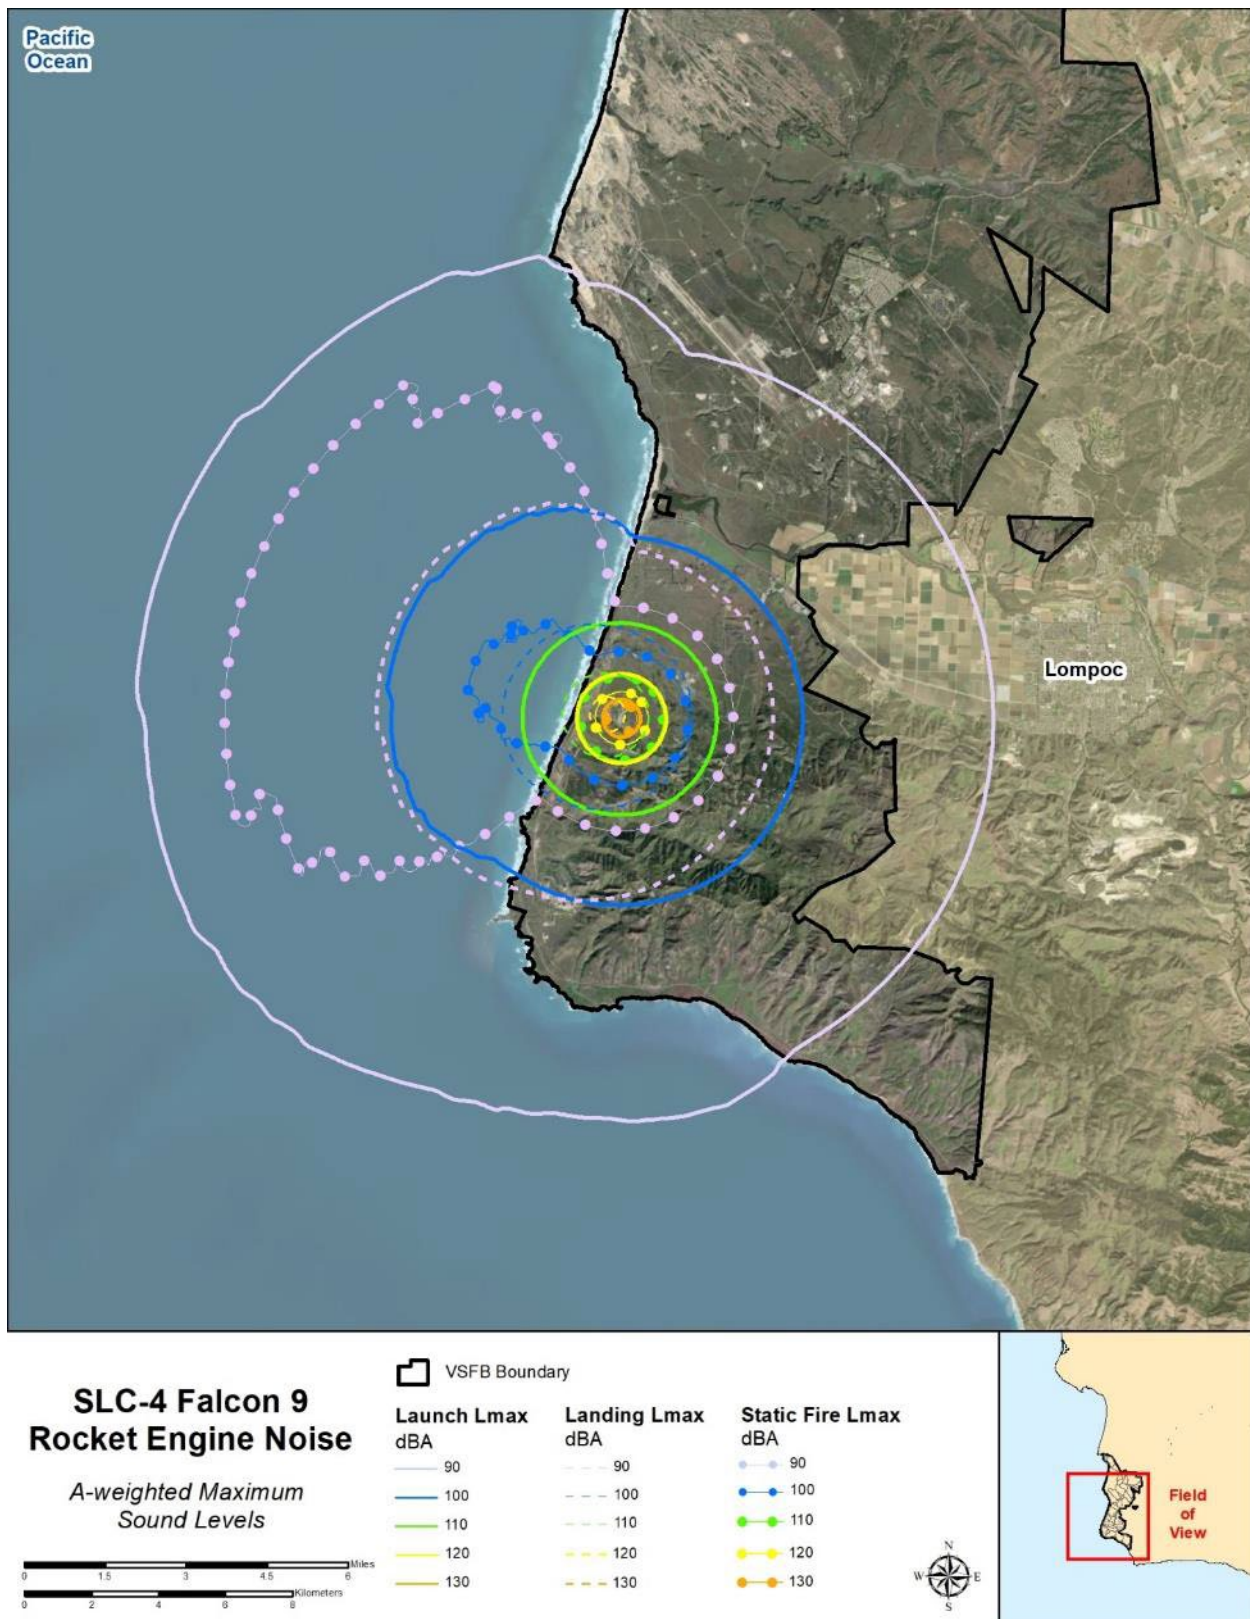 Pacific
Ocean
Lompoc
SLC-4 Falcon 9
Rocket Engine Noise
A-weighted Maximum
Sound Levels
Miles
0 1.5 3 4.5 6
Kilometers
0 2 4 6 8
VSFB Boundary
Launch Lmax
dBA
90
100
110
120
130
Landing Lmax
dBA
90
100
110
120
130
Static Fire Lmax
dBA
90
100
110
120
130
N
W E
S
Field
of
View